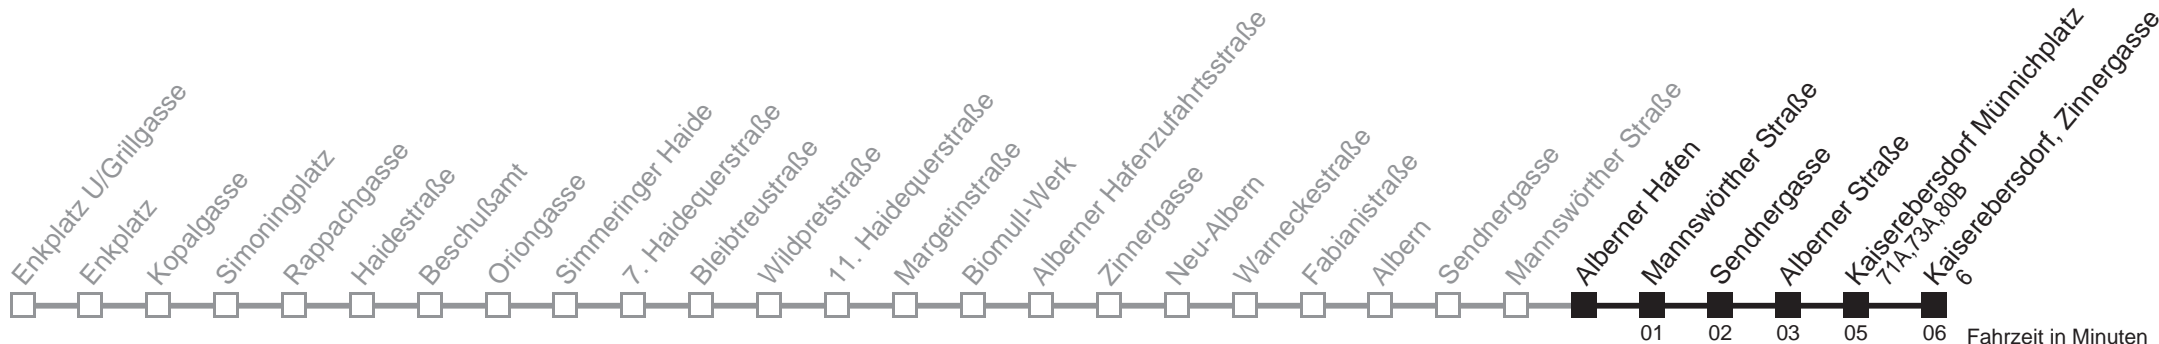 Enkplatz U/Grillgasse
Enkplatz
Kopalgasse
Simoningplatz
Rappachgasse
Haidestraße
Beschußamt
Oriongasse
Simmeringer Haide
7. Haidequerstraße
Bleibtreustraße
Wildpretstraße
11. Haidequerstraße
Margetinstraße
Biomull-Werk
Alberner Hafenzufahrtsstraße
Zinnergasse
Neu-Albern
Warneckestraße
Fabianistraße
Albern
Sendnergasse
Mannswörther Straße
Alberner Hafen
Mannswörther Straße
Sendnergasse
Alberner Straße
Kaiserebersdorf Münnichplatz
71A,73A,80B
Kaiserebersdorf, Zinnergasse
6
01 02 03 05 06 Fahrzeit in Minuten